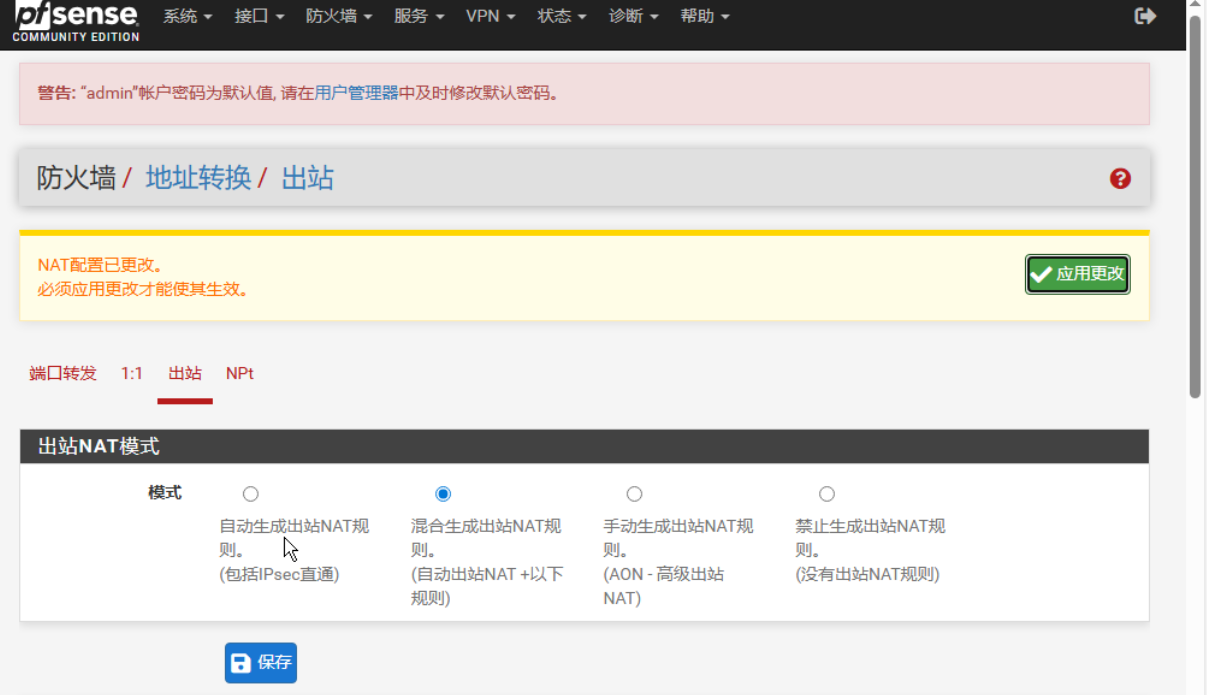 pfsense
COMMUNITY EDITION
系统 接口 防火墙 服务 VPN 状态 诊断 帮助
警告: “admin”帐户密码为默认值, 请在用户管理器中及时修改默认密码。
防火墙/ 地址转换/ 出站
NAT配置已更改。
必须应用更改才能使其生效。
应用更改
端口转发 1:1 出站 NPt
出站NAT模式
模式
自动生成出站NAT规
则。
(包括IPsec直通)
混合生成出站NAT规
则。
(自动出站NAT +以下
规则)
手动生成出站NAT规
则。
(AON - 高级出站
NAT)
禁止生成出站NAT规
则。
(没有出站NAT规则)
保存